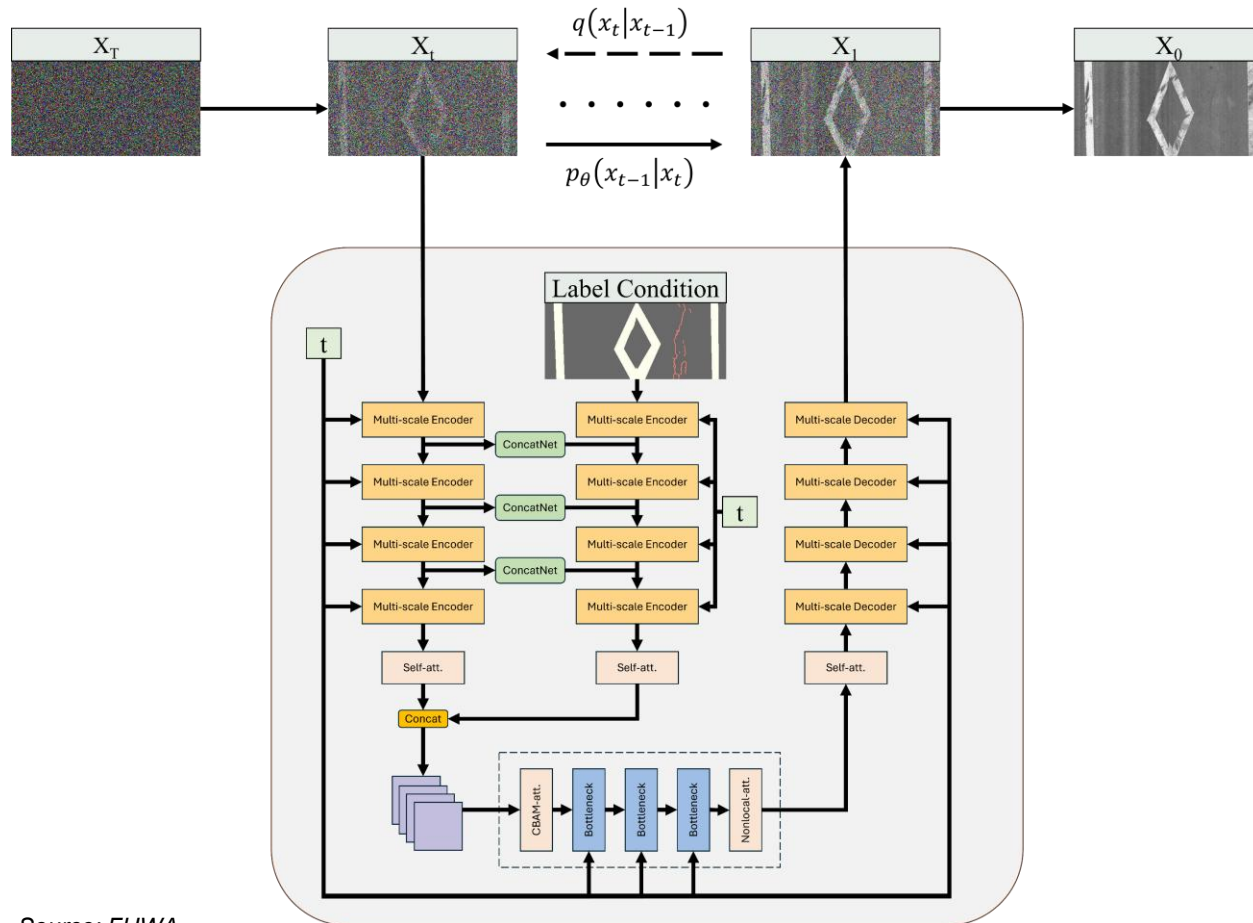 X_T
X_t
q(x_t|x_{t-1})
X_1
X_0
. . . . . .
p_θ(x_{t-1}|x_t)
Label Condition
t
Multi-scale Encoder
Multi-scale Encoder
Multi-scale Decoder
ConcatNet
Multi-scale Encoder
Multi-scale Encoder
Multi-scale Decoder
ConcatNet
t
Multi-scale Encoder
Multi-scale Encoder
Multi-scale Decoder
ConcatNet
Multi-scale Encoder
Multi-scale Encoder
Multi-scale Decoder
Self-att.
Self-att.
Self-att.
Concat
CBAM-att.
Bottleneck
Bottleneck
Bottleneck
Nonlocal-att.
Source: FHWA